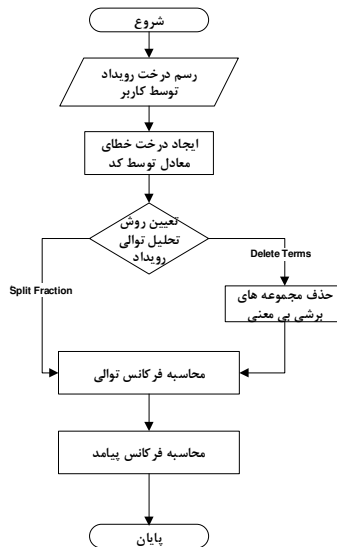 شروع
رسم درخت رویداد
توسط کاربر
ایجاد درخت خطای
معادل توسط کد
تعیین روش
تحلیل توالی
رویداد
Delete Terms
Split Fraction
حذف مجموعه های
برشی بی معنی
محاسبه فرکانس توالی
محاسبه فرکانس پیامد
پایان